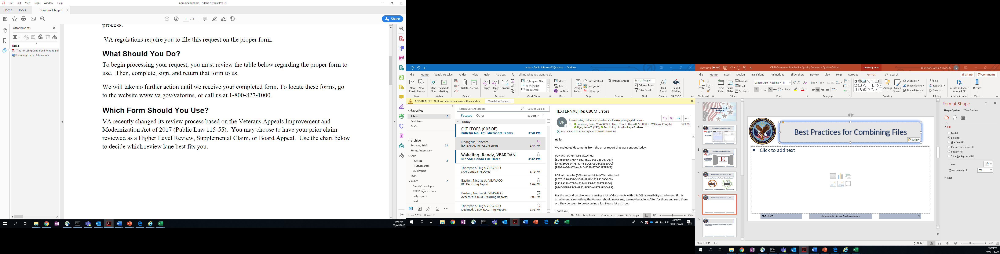 File Edit View Sign Window Help
Combine Files.pdf - Adobe Acrobat Pro DC
Home Tools Combine Files.pdf ×
1 / 3
Share
Attachments
Name
Tips for Using Centralized Printing.pdf
Combing Files in Adobe.docx
process.
VA regulations require you to file this request on the proper form.
What Should You Do?
To begin processing your request, you must review the table below regarding the proper form to
use. Then, complete, sign, and return that form to us.
We will take no further action until we receive your completed form. To locate these forms, go
to the website www.va.gov/vaforms, or call us at 1-800-827-1000.
Which Form Should You Use?
VA recently changed its review process based on the Veterans Appeals Improvement and
Modernization Act of 2017 (Public Law 115-55). You may choose to have your prior claim
reviewed as a Higher Level Review, Supplemental Claim, or Board Appeal. Use the chart below
to decide which review lane best fits you.
4:09 PM
07/01/2020
Inbox - Devin.Johnston25@va.gov - Outlook
File Home Send / Receive Folder View Help Acrobat Tell me what you want to do
New Email
New Items
Meet Now
Schedule Meeting
Delete Archive
Reply Reply All Forward
c:\Program File...
To Manager
Team Email
Move
Rules
OneNote
Assign Policy
Unread/ Read
Categorize
Follow Up
Browse Groups
Search People
Address Book
Filter Email
Read Aloud
Report Phishing
New Webex Delete Respond Quick Steps Move Tags Groups Find Speech VA CSOC
ADD-IN ALERT Outlook detected an issue with an add-in. View More Details...
Favorites
Inbox 2
Sent Items
Drafts
archive
Secretary Briefs 23
Forms Automation
OBPI
Invoices 3
IT Service Desk
SAH Project
FOIA
CBCM 2
"empty" envelopes
CBCM Rejected Files
daily reports
held
Search Current Mailbox Current Mailbox
Focused Other By Date
Today
OIT ITOPS (005OP)
Bulletin No. 12: Microsoft Teams 3:58 PM
Deangelis, Rebecca
[EXTERNAL] Re: CBCM Errors 3:44 PM
Wakeling, Randy, VBAROAN
RE: SAH Condo File Dates 3:32 PM
Thompson, Hugh, VBAVACO
SAH Condo File Dates 3:19 PM
Bastien, Nicolas A., VBAVACO
RE: Recurring Report 3:04 PM
Bastien, Nicolas A., VBAVACO
Accepted: CBCM Recurring Reports 3:03 PM
Thompson, Hugh, VBAVACO
Declined: CBCM Recurring Reports 2:55 PM
[EXTERNAL] Re: CBCM Errors
DR
Deangelis, Rebecca <Rebecca.DeAngelis@gdit.com>
To Johnston, Devin VBAVACO; Barto, Tim; Bennett, Scott W; Williams, Corey M;
Dyer, Kevin T. (CPS); Rossikhina, Irina (Evoke); +6 others
3:29 PM
You replied to this message on 07/01/2020 4:07 PM.
Hello,
We evaluated documents from the error report that was sent out today:
PDF with other PDF's attached:
{ED4BEF1A-C7EF-4BB2-9EC1-103D28D37D97}
{0A6C86D1-547E-47A4-9DCE-05D8CE8BB52C}
{FB92AAD9-A74A-4F4A-8589-E75002F7E9CF}
PDF with Adobe (508) Accessibility HTML attached:
{35701746-E5EC-4D89-891D-142BB209DA68}
{812396B3-0736-4421-8AB5-36153E7B8854}
{994D4E9B-37C9-4382-BDFC-A6B7EAFACAB9}
For the second batch – we are seeing a lot of documents with this 508 accessibility attachment. If this
attachment is something the Veteran should never see, we may be able to filter for those and send them
on. They do seem to be occurring a lot. Please let us know.
Thank you,
Items: 5,019 Unread: 2
This folder is up to date. Connected to: Microsoft Exchange 100%
4:09 PM
07/01/2020
AutoSave Off
OBPI Compensation Service Quality Assurance Quality Call Jul...
Drawing Tools
Johnston, Devin VBAVACO JD
File Home Insert Design Transitions Animations Slide Show Review View Help Acrobat Format Search
Share Comments
Paste
New Slide
Reuse Slides
Layout
Reset
Section
Calibri Light (Heading 44
Arrange
Quick Styles
Shape Fill
Shape Outline
Shape Effects
Find
Replace
Select
Create and Share Adobe PDF
Dictate
Clipboard Slides Font Paragraph Drawing Editing Adobe Acrobat Voice
1
Compensation Service
Quality Call
2
3
4
Best Practices for Combining Files
5
Best Practices for Combining Files
6
Best Practices for Combining Files
(Ctrl)
Click to add text
07/01/2020 Compensation Service Quality Assurance 5
Format Shape
Shape Options Text Options
Fill
No fill
Solid fill
Gradient fill
Picture or texture fill
Pattern fill
Slide background fill
Color
Transparency 0%
Line
Slide 5 of 11
Notes 69%
4:09 PM
07/01/2020